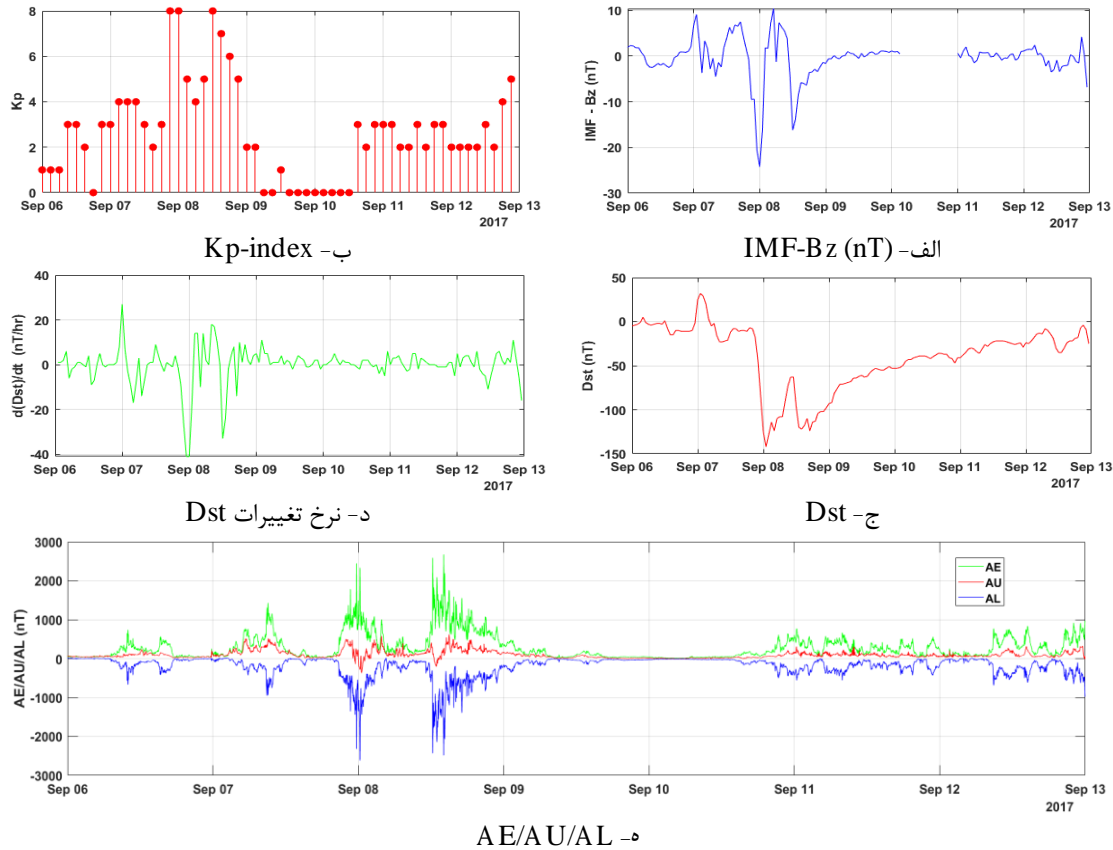 8
6
4
2
0
Kp
Sep 06
Sep 07
Sep 08
Sep 09
Sep 10
Sep 11
Sep 12
Sep 13
2017
ب- Kp-index
10
0
-10
-20
-30
IMF - Bz (nT)
Sep 06
Sep 07
Sep 08
Sep 09
Sep 10
Sep 11
Sep 12
Sep 13
2017
الف- IMF-Bz (nT)
40
20
0
-20
-40
d(Dst)/dt (nT/hr)
Sep 06
Sep 07
Sep 08
Sep 09
Sep 10
Sep 11
Sep 12
Sep 13
2017
د- نرخ تغییرات Dst
50
0
-50
-100
-150
Dst (nT)
Sep 06
Sep 07
Sep 08
Sep 09
Sep 10
Sep 11
Sep 12
Sep 13
2017
ج- Dst
3000
2000
1000
0
-1000
-2000
-3000
AE/AU/AL (nT)
AE
AU
AL
Sep 06
Sep 07
Sep 08
Sep 09
Sep 10
Sep 11
Sep 12
Sep 13
2017
ه- AE/AU/AL